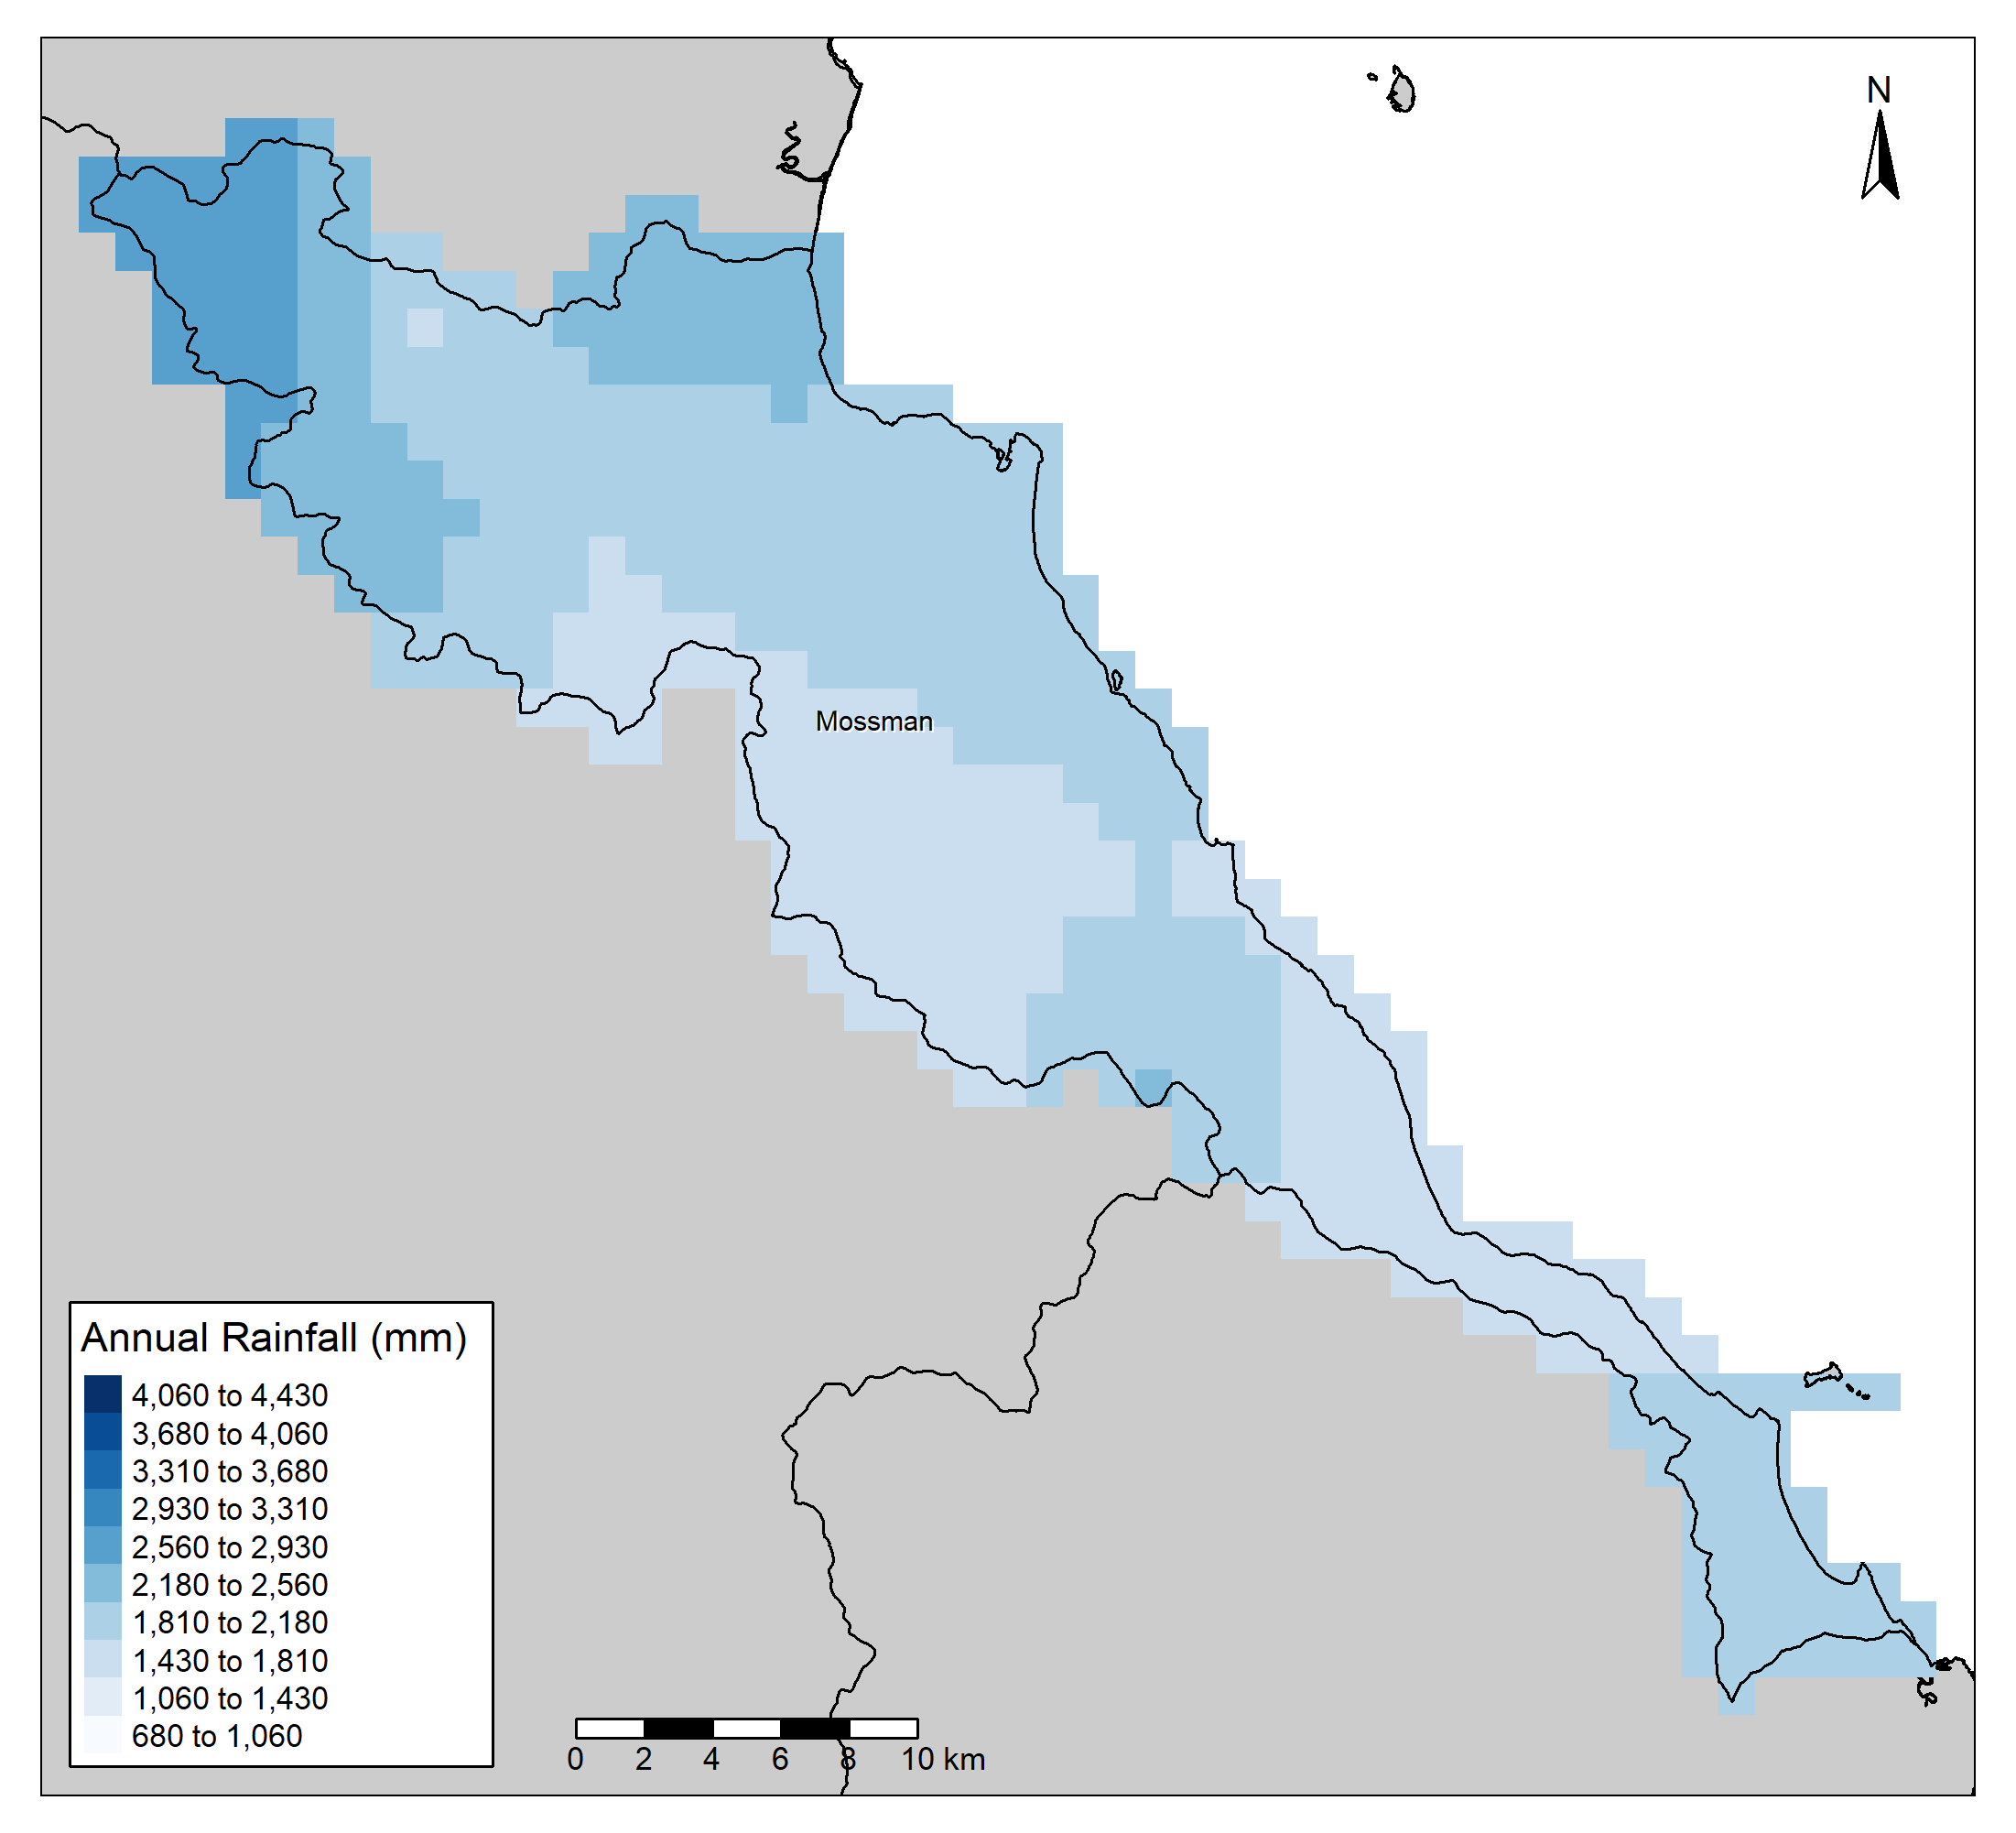 N
Mossman
Annual Rainfall (mm)
4,060 to 4,430
3,680 to 4,060
3,310 to 3,680
2,930 to 3,310
2,560 to 2,930
2,180 to 2,560
1,810 to 2,180
1,430 to 1,810
1,060 to 1,430
680 to 1,060
0 2 4 6 8 10 km